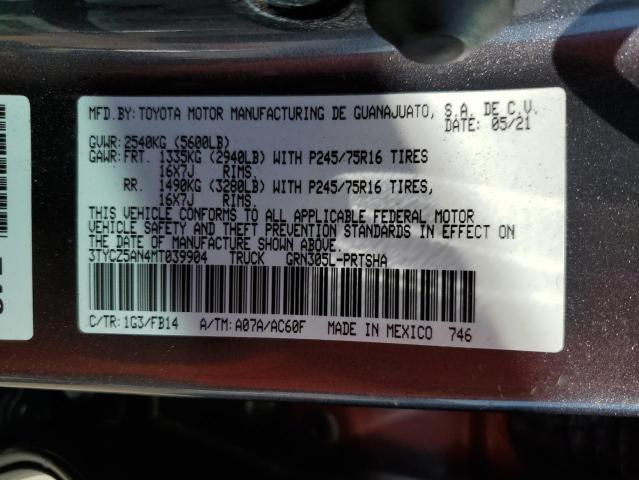 MFD.BY:TOYOTA MOTOR MANUFACTURING DE GUANAJUATO, S.A. DE C.V.
DATE: 05/21
GVWR:2540KG (5600LB)
GAWR:FRT. 1335KG (2940LB) WITH P245/75R16 TIRES
16X7J RIMS.
RR. 1490KG (3280LB) WITH P245/75R16 TIRES,
16X7J RIMS.
THIS VEHICLE CONFORMS TO ALL APPLICABLE FEDERAL MOTOR
VEHICLE SAFETY AND THEFT PREVENTION STANDARDS IN EFFECT
ON THE DATE OF MANUFACTURE SHOWN ABOVE.
3TYCZ5AN4MT039904 TRUCK GRN305L-PRTSHA
C/TR:1G3/FB14 A/TM:A07A/AC60F MADE IN MEXICO 746